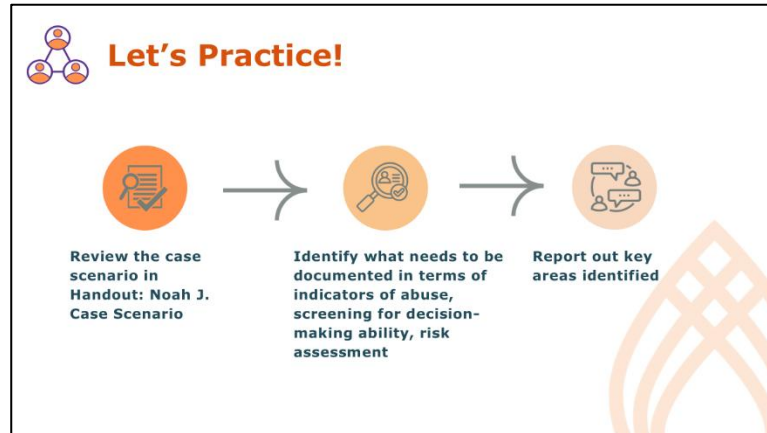 Let's Practice!
Review the case
scenario in
Handout: Noah J.
Case Scenario
Identify what needs to be
documented in terms of
indicators of abuse,
screening for decision-
making ability, risk
assessment
Report out key
areas identified